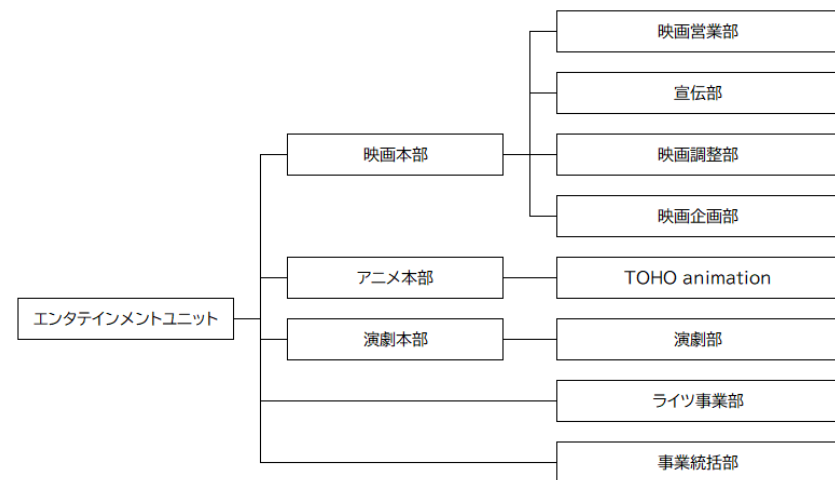 映画営業部
宣伝部
映画本部
映画調整部
映画企画部
アニメ本部
TOHO animation
エンタテインメントユニット
演劇本部
演劇部
ライツ事業部
事業統括部